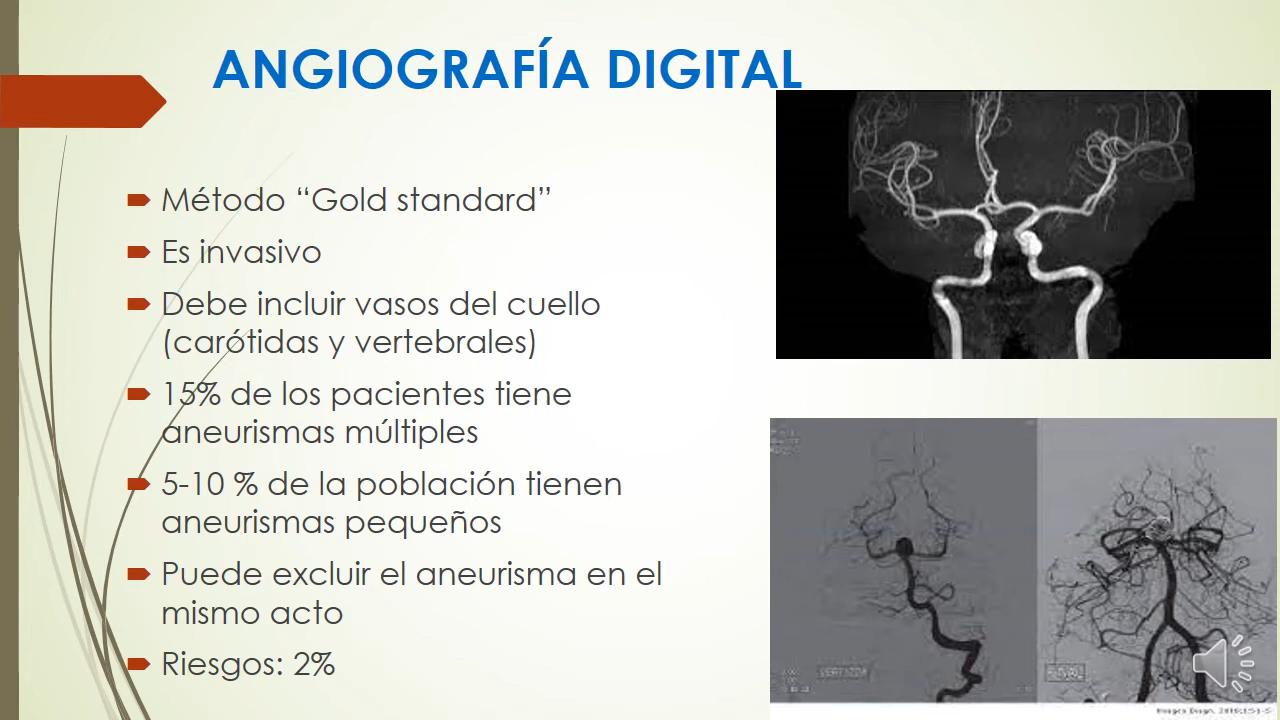 ANGIOGRAFÍA DIGITAL
Método “Gold standard”
Es invasivo
Debe incluir vasos del cuello
(carótidas y vertebrales)
15% de los pacientes tiene
aneurismas múltiples
5-10 % de la población tienen
aneurismas pequeños
Puede excluir el aneurisma en el
mismo acto
Riesgos: 2%